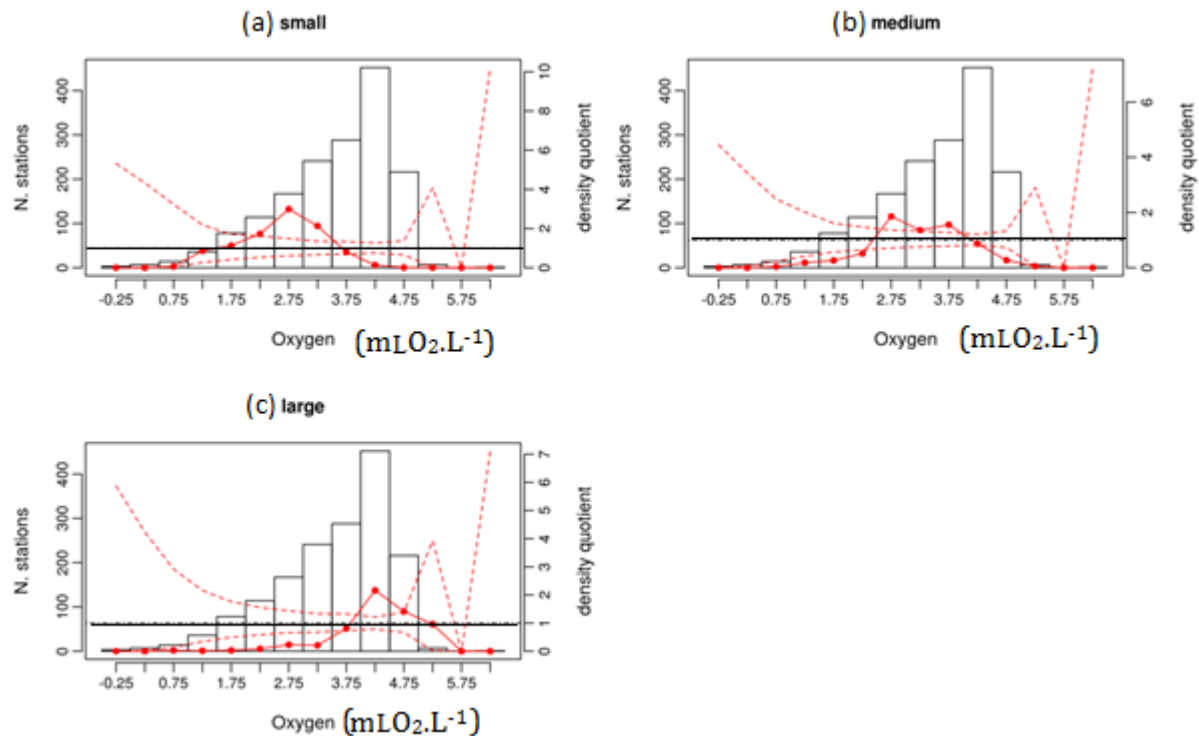 (a) small
N. stations
0 100 200 300 400
0 2 4 6 8 10
density quotient
-0.25 0.75 1.75 2.75 3.75 4.75 5.75
Oxygen (mLO₂.L⁻¹)
(b) medium
N. stations
0 100 200 300 400
0 2 4 6
density quotient
-0.25 0.75 1.75 2.75 3.75 4.75 5.75
Oxygen (mLO₂.L⁻¹)
(c) large
N. stations
0 100 200 300 400
0 1 2 3 4 5 6 7
density quotient
-0.25 0.75 1.75 2.75 3.75 4.75 5.75
Oxygen (mLO₂.L⁻¹)